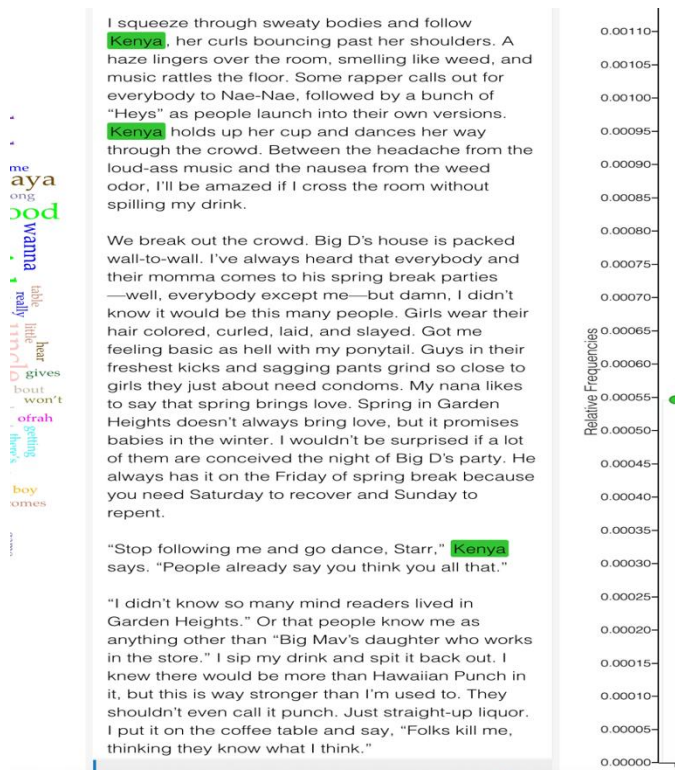 I squeeze through sweaty bodies and follow
Kenya, her curls bouncing past her shoulders. A
haze lingers over the room, smelling like weed, and
music rattles the floor. Some rapper calls out for
everybody to Nae-Nae, followed by a bunch of
“Heys” as people launch into their own versions.
Kenya holds up her cup and dances her way
through the crowd. Between the headache from the
loud-ass music and the nausea from the weed
odor, I’ll be amazed if I cross the room without
spilling my drink.
We break out the crowd. Big D’s house is packed
wall-to-wall. I’ve always heard that everybody and
their momma comes to his spring break parties
—well, everybody except me—but damn, I didn’t
know it would be this many people. Girls wear their
hair colored, curled, laid, and slayed. Got me
feeling basic as hell with my ponytail. Guys in their
freshest kicks and sagging pants grind so close to
girls they just about need condoms. My nana likes
to say that spring brings love. Spring in Garden
Heights doesn’t always bring love, but it promises
babies in the winter. I wouldn’t be surprised if a lot
of them are conceived the night of Big D’s party. He
always has it on the Friday of spring break because
you need Saturday to recover and Sunday to
repent.
“Stop following me and go dance, Starr,” Kenya
says. “People already say you think you all that.”
“I didn’t know so many mind readers lived in
Garden Heights.” Or that people know me as
anything other than “Big Mav’s daughter who works
in the store.” I sip my drink and spit it back out. I
knew there would be more than Hawaiian Punch in
it, but this is way stronger than I’m used to. They
shouldn’t even call it punch. Just straight-up liquor.
I put it on the coffee table and say, “Folks kill me,
thinking they know what I think.”
me
aya
ong
ood
wanna
table
really
little
hear
gives
bout
won’t
ofrah
getting
there’s
boy
omes
Relative Frequencies
0.00110
0.00105
0.00100
0.00095
0.00090
0.00085
0.00080
0.00075
0.00070
0.00065
0.00060
0.00055
0.00050
0.00045
0.00040
0.00035
0.00030
0.00025
0.00020
0.00015
0.00010
0.00005
0.00000